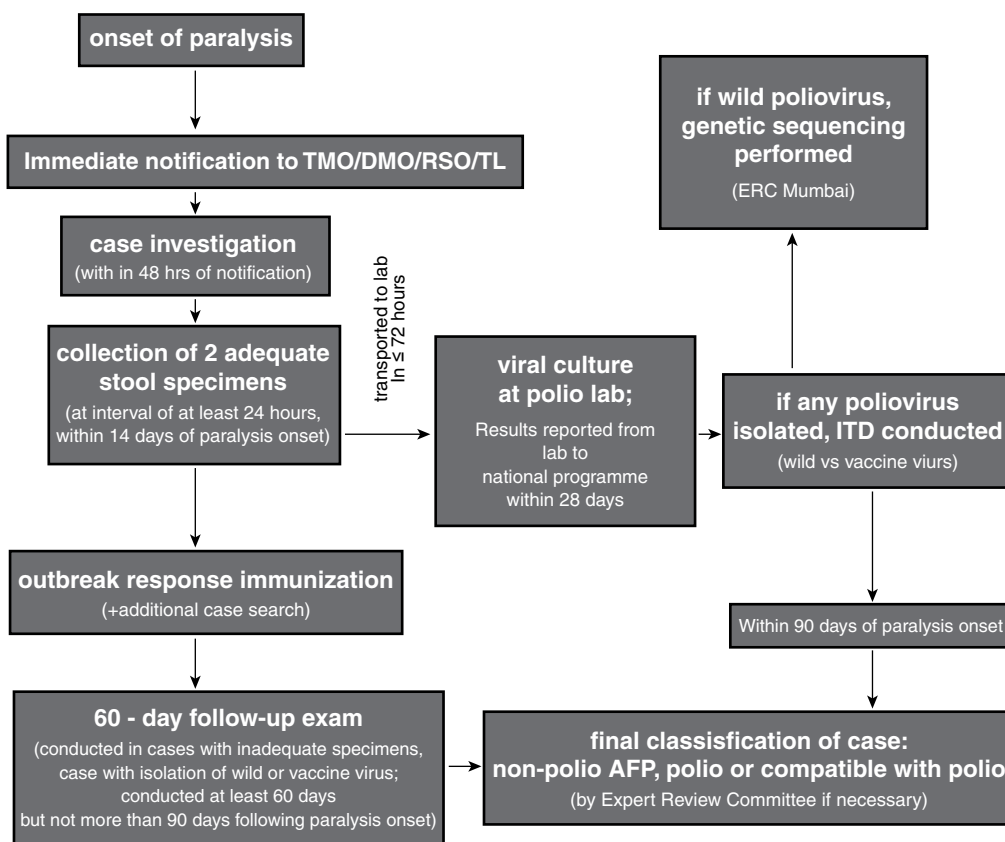 onset of paralysis
Immediate notification to TMO/DMO/RSO/TL
case investigation
(with in 48 hrs of notification)
collection of 2 adequate
stool specimens
(at interval of at least 24 hours,
within 14 days of paralysis onset)
transported to lab
In ≤ 72 hours
viral culture
at polio lab;
Results reported from
lab to
national programme
within 28 days
if any poliovirus
isolated, ITD conducted
(wild vs vaccine viurs)
if wild poliovirus,
genetic sequencing
performed
(ERC Mumbai)
outbreak response immunization
(+additional case search)
60 - day follow-up exam
(conducted in cases with inadequate specimens,
case with isolation of wild or vaccine virus;
conducted at least 60 days
but not more than 90 days following paralysis onset)
Within 90 days of paralysis onset
final classisfication of case:
non-polio AFP, polio or compatible with polio
(by Expert Review Committee if necessary)